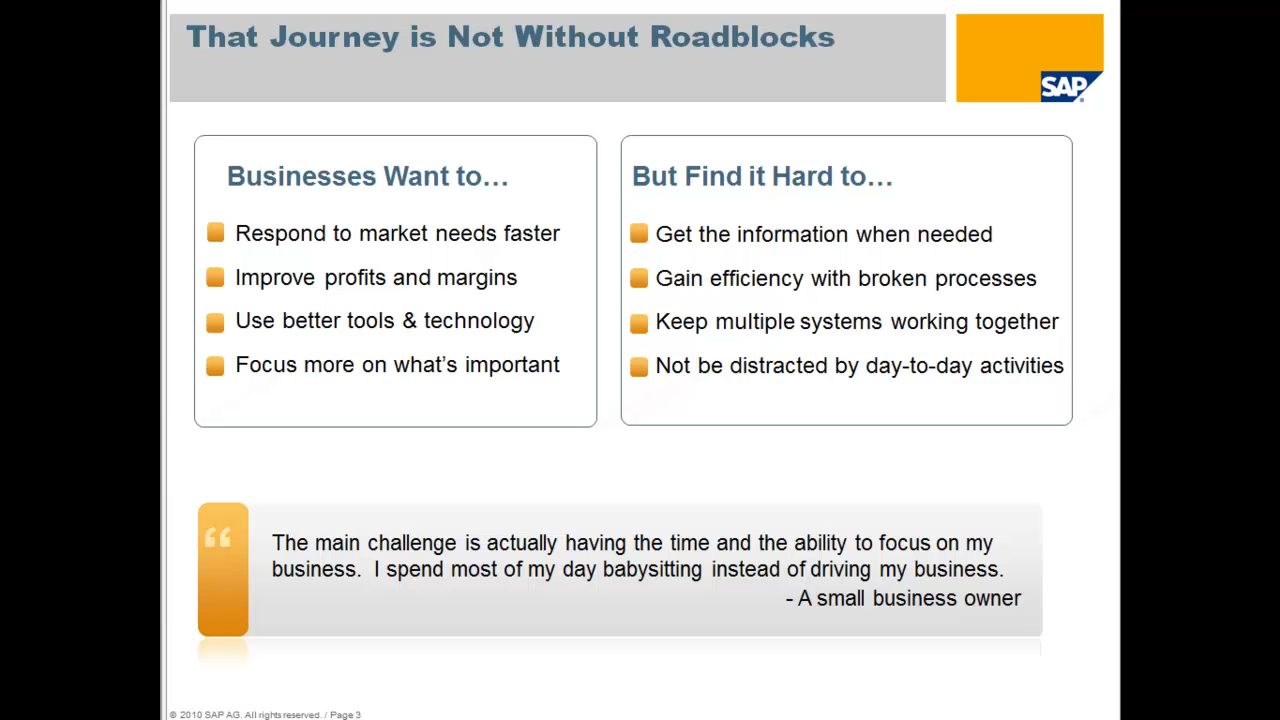 That Journey is Not Without Roadblocks
SAP
Businesses Want to…
Respond to market needs faster
Improve profits and margins
Use better tools & technology
Focus more on what’s important
But Find it Hard to…
Get the information when needed
Gain efficiency with broken processes
Keep multiple systems working together
Not be distracted by day-to-day activities
“
The main challenge is actually having the time and the ability to focus on my
business.  I spend most of my day babysitting instead of driving my business.
- A small business owner
© 2010 SAP AG. All rights reserved. / Page 3